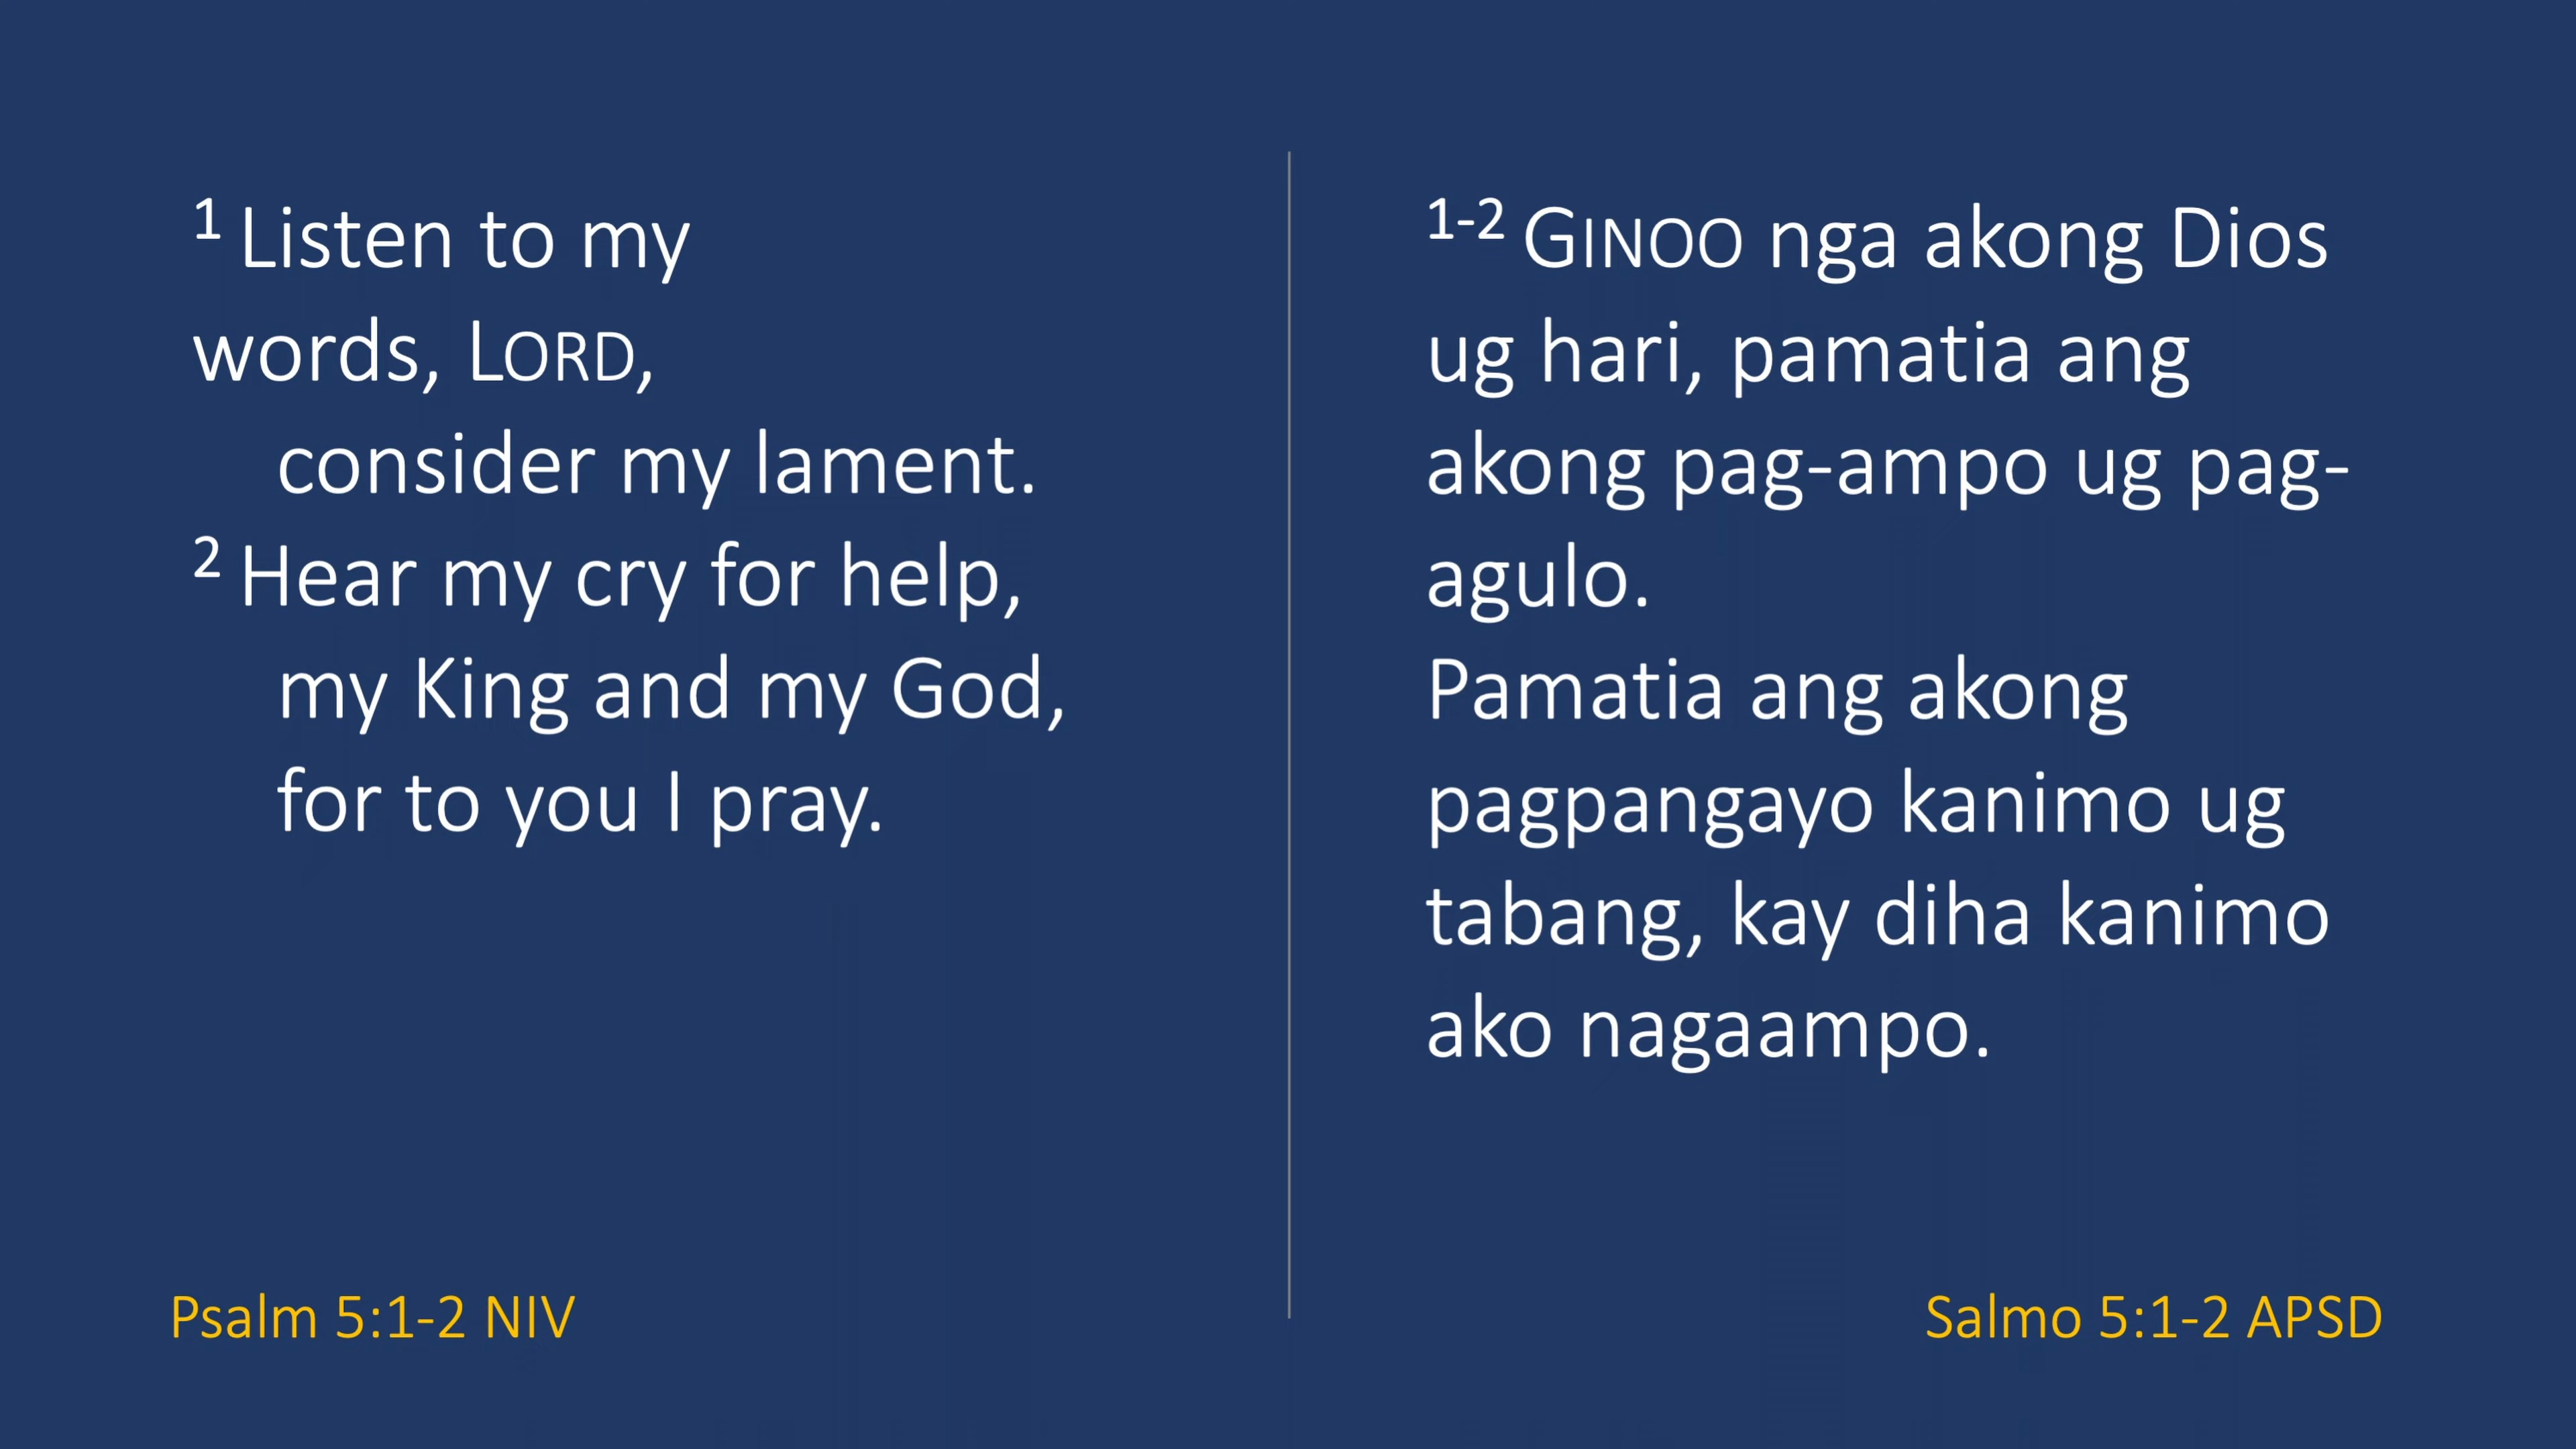 1 Listen to my
words, LORD,
consider my lament.
2 Hear my cry for help,
my King and my God,
for to you I pray.
Psalm 5:1-2 NIV
1-2 GINOO nga akong Dios
ug hari, pamatia ang
akong pag-ampo ug pag-
agulo.
Pamatia ang akong
pagpangayo kanimo ug
tabang, kay diha kanimo
ako nagaampo.
Salmo 5:1-2 APSD